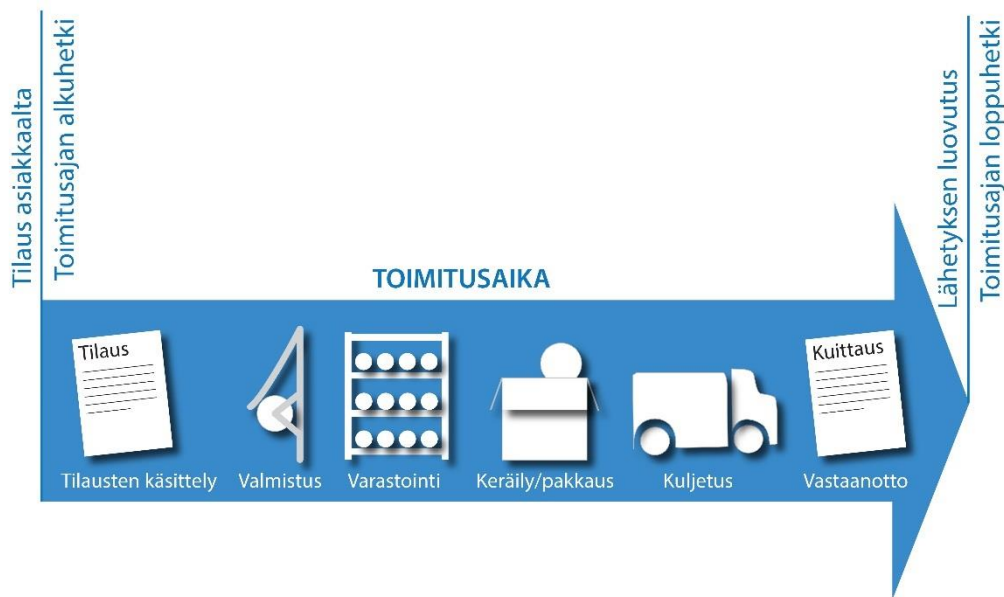 Tilaus asiakkaalta
Toimitusajan alkuhetki
TOIMITUSAIKA
Lähetyksen luovutus
Toimitusajan loppuhetki
Tilaus
Kuittaus
Tilausten käsittely
Valmistus
Varastointi
Keräily/pakkaus
Kuljetus
Vastaanotto